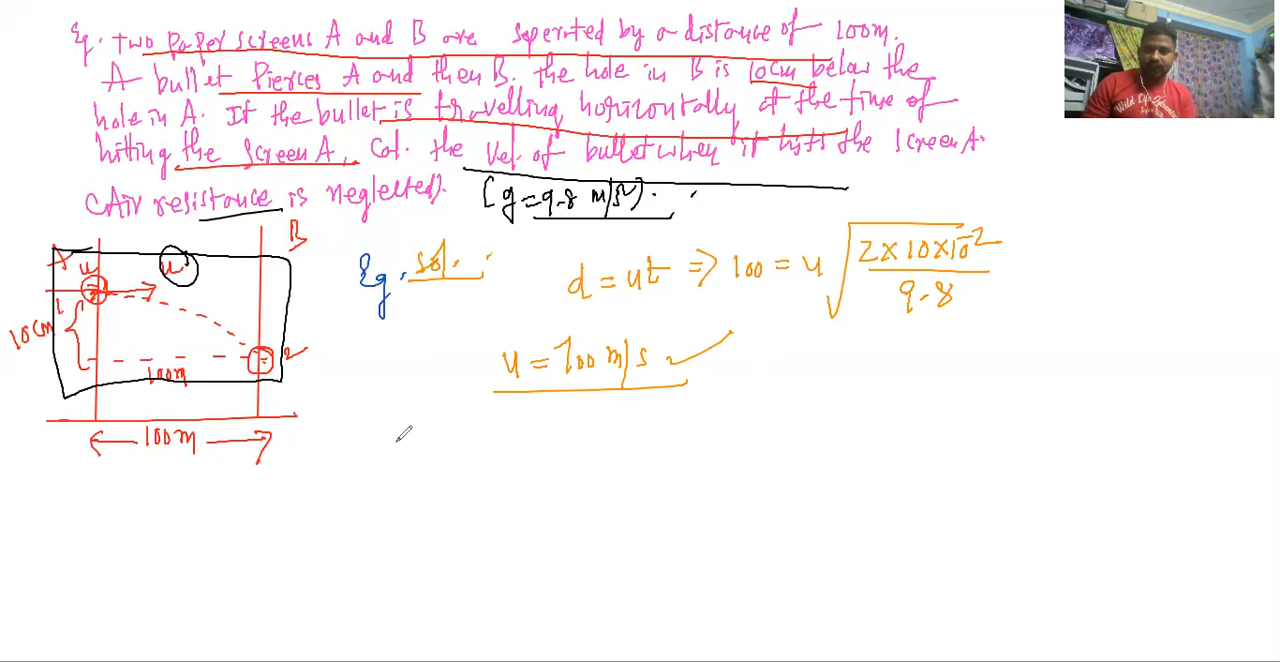 Eg. Two Paper screens A and B are seperated by a distance of 100m.
A bullet Pierces A and then B. The hole in B is 10cm below the
hole in A. If the bullet is travelling horizontally at the time of
hitting the screen A, Cal. the Vel. of bullet when it hits the screen A.
(Air resistance is neglected). [g = 9.8 m/s²].
A u u B
10cm
100m
100m
Eg. Sol.
d = ut ⇒ 100 = u √(2 × 10 × 10⁻² / 9.8)
u = 700 m/s
Wild Life